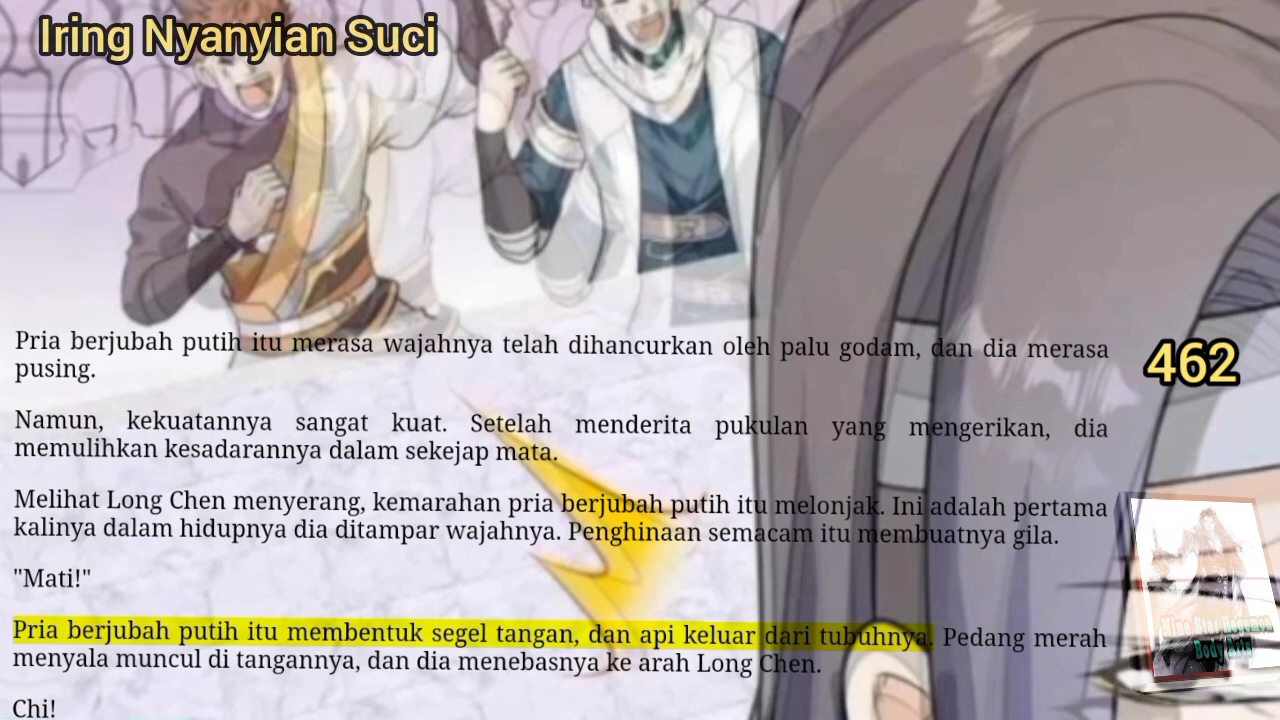 Iring Nyanyian Suci
Pria berjubah putih itu merasa wajahnya telah dihancurkan oleh palu godam, dan dia merasa
pusing.
462
Namun, kekuatannya sangat kuat. Setelah menderita pukulan yang mengerikan, dia
memulihkan kesadarannya dalam sekejap mata.
Melihat Long Chen menyerang, kemarahan pria berjubah putih itu melonjak. Ini adalah pertama
kalinya dalam hidupnya dia ditampar wajahnya. Penghinaan semacam itu membuatnya gila.
"Mati!"
Pria berjubah putih itu membentuk segel tangan, dan api keluar dari tubuhnya. Pedang merah
menyala muncul di tangannya, dan dia menebasnya ke arah Long Chen.
Nine Star Hegemon
Body Arts
Chi!